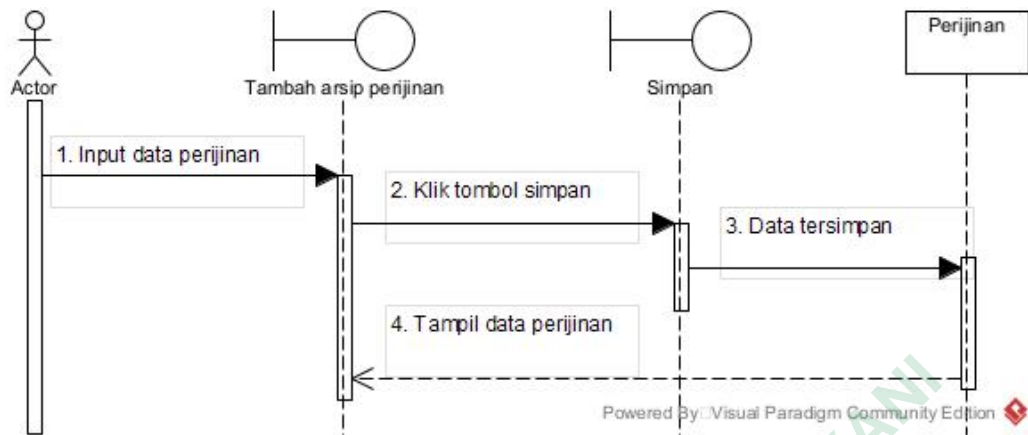 Perijinan
Actor
Tambah arsip perijinan
Simpan
1. Input data perijinan
2. Klik tombol simpan
3. Data tersimpan
4. Tampil data perijinan
Powered By Visual Paradigm Community Edition
ANI